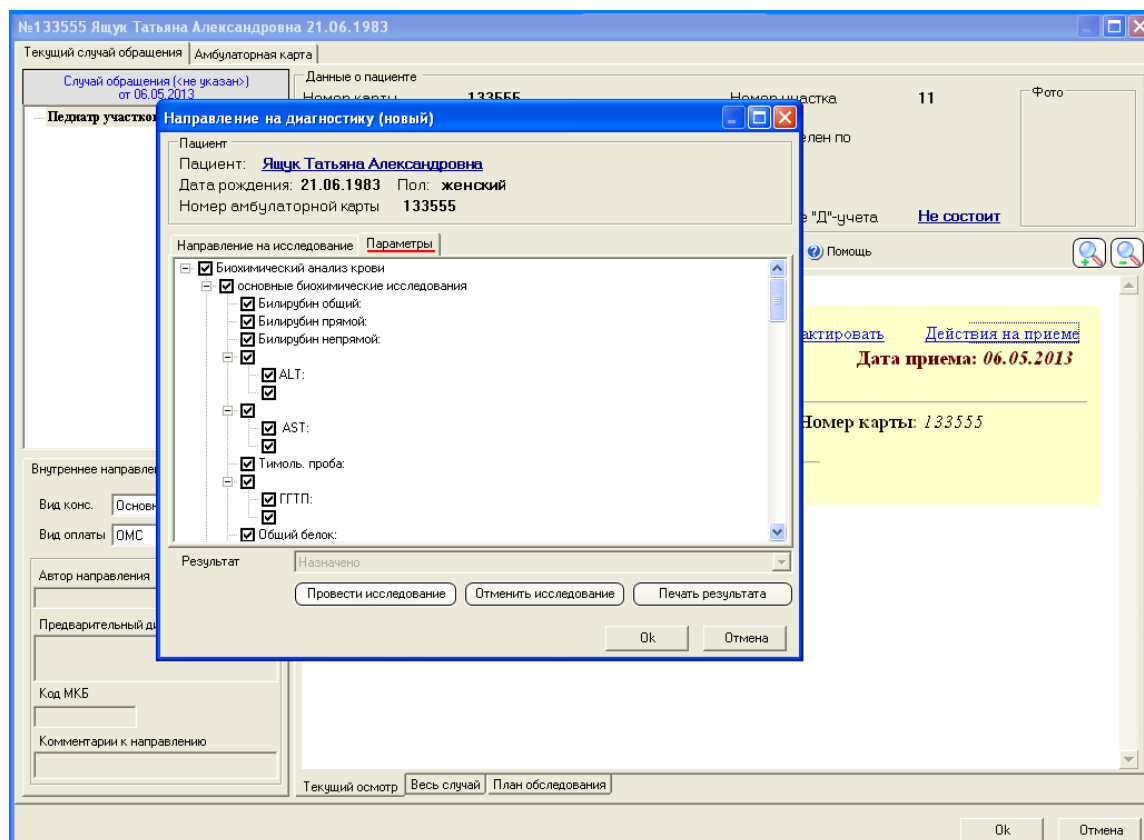 №133555 Ящук Татьяна Александровна 21.06.1983
Текущий случай обращения Амбулаторная карта
Случай обращения (<не указан>)
от 06.05.2013
Педиатр
Данные о пациенте
Номер карты 133555 Номер участка 11
Фото
по
"Д"-учета Не состоит
Помощь
Действия на приеме
Дата приема: 06.05.2013
Номер карты: 133555
Направление на диагностику (новый)
Пациент
Пациент: Ящук Татьяна Александровна
Дата рождения: 21.06.1983 Пол: женский
Номер амбулаторной карты 133555
Направление на исследование Параметры
Биохимический анализ крови
основные биохимические исследования
Билирубин общий:
Билирубин прямой:
Билирубин непрямой:
ALT:
AST:
Тимоль. проба:
ГГТП:
Общий белок:
Результат Назначено
Провести исследование Отменить исследование Печать результата
Ok Отмена
Внутреннее
Вид конс.
Вид оплаты ОМС
Автор направления
Предварительный
Код МКБ
Комментарии к направлению
Текущий осмотр Весь случай План обследования
Ok Отмена